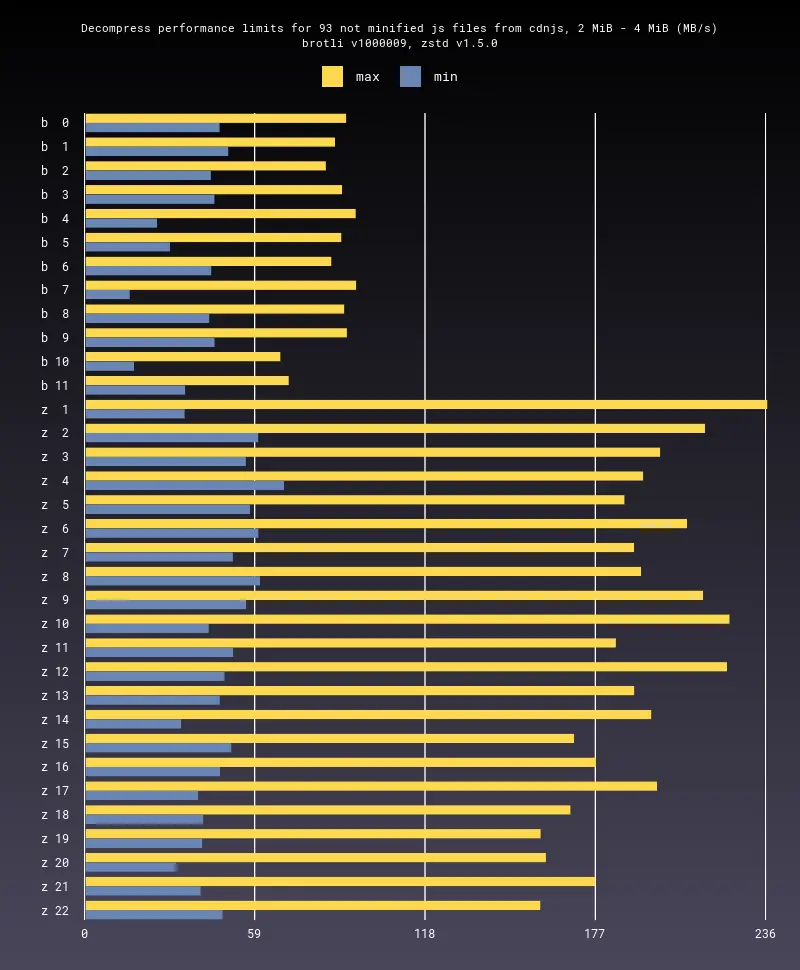 Decompress performance limits for 93 not minified js files from cdnjs, 2 MiB - 4 MiB (MB/s)
brotli v1000009, zstd v1.5.0
max min
b 0
b 1
b 2
b 3
b 4
b 5
b 6
b 7
b 8
b 9
b 10
b 11
z 1
z 2
z 3
z 4
z 5
z 6
z 7
z 8
z 9
z 10
z 11
z 12
z 13
z 14
z 15
z 16
z 17
z 18
z 19
z 20
z 21
z 22
0 59 118 177 236